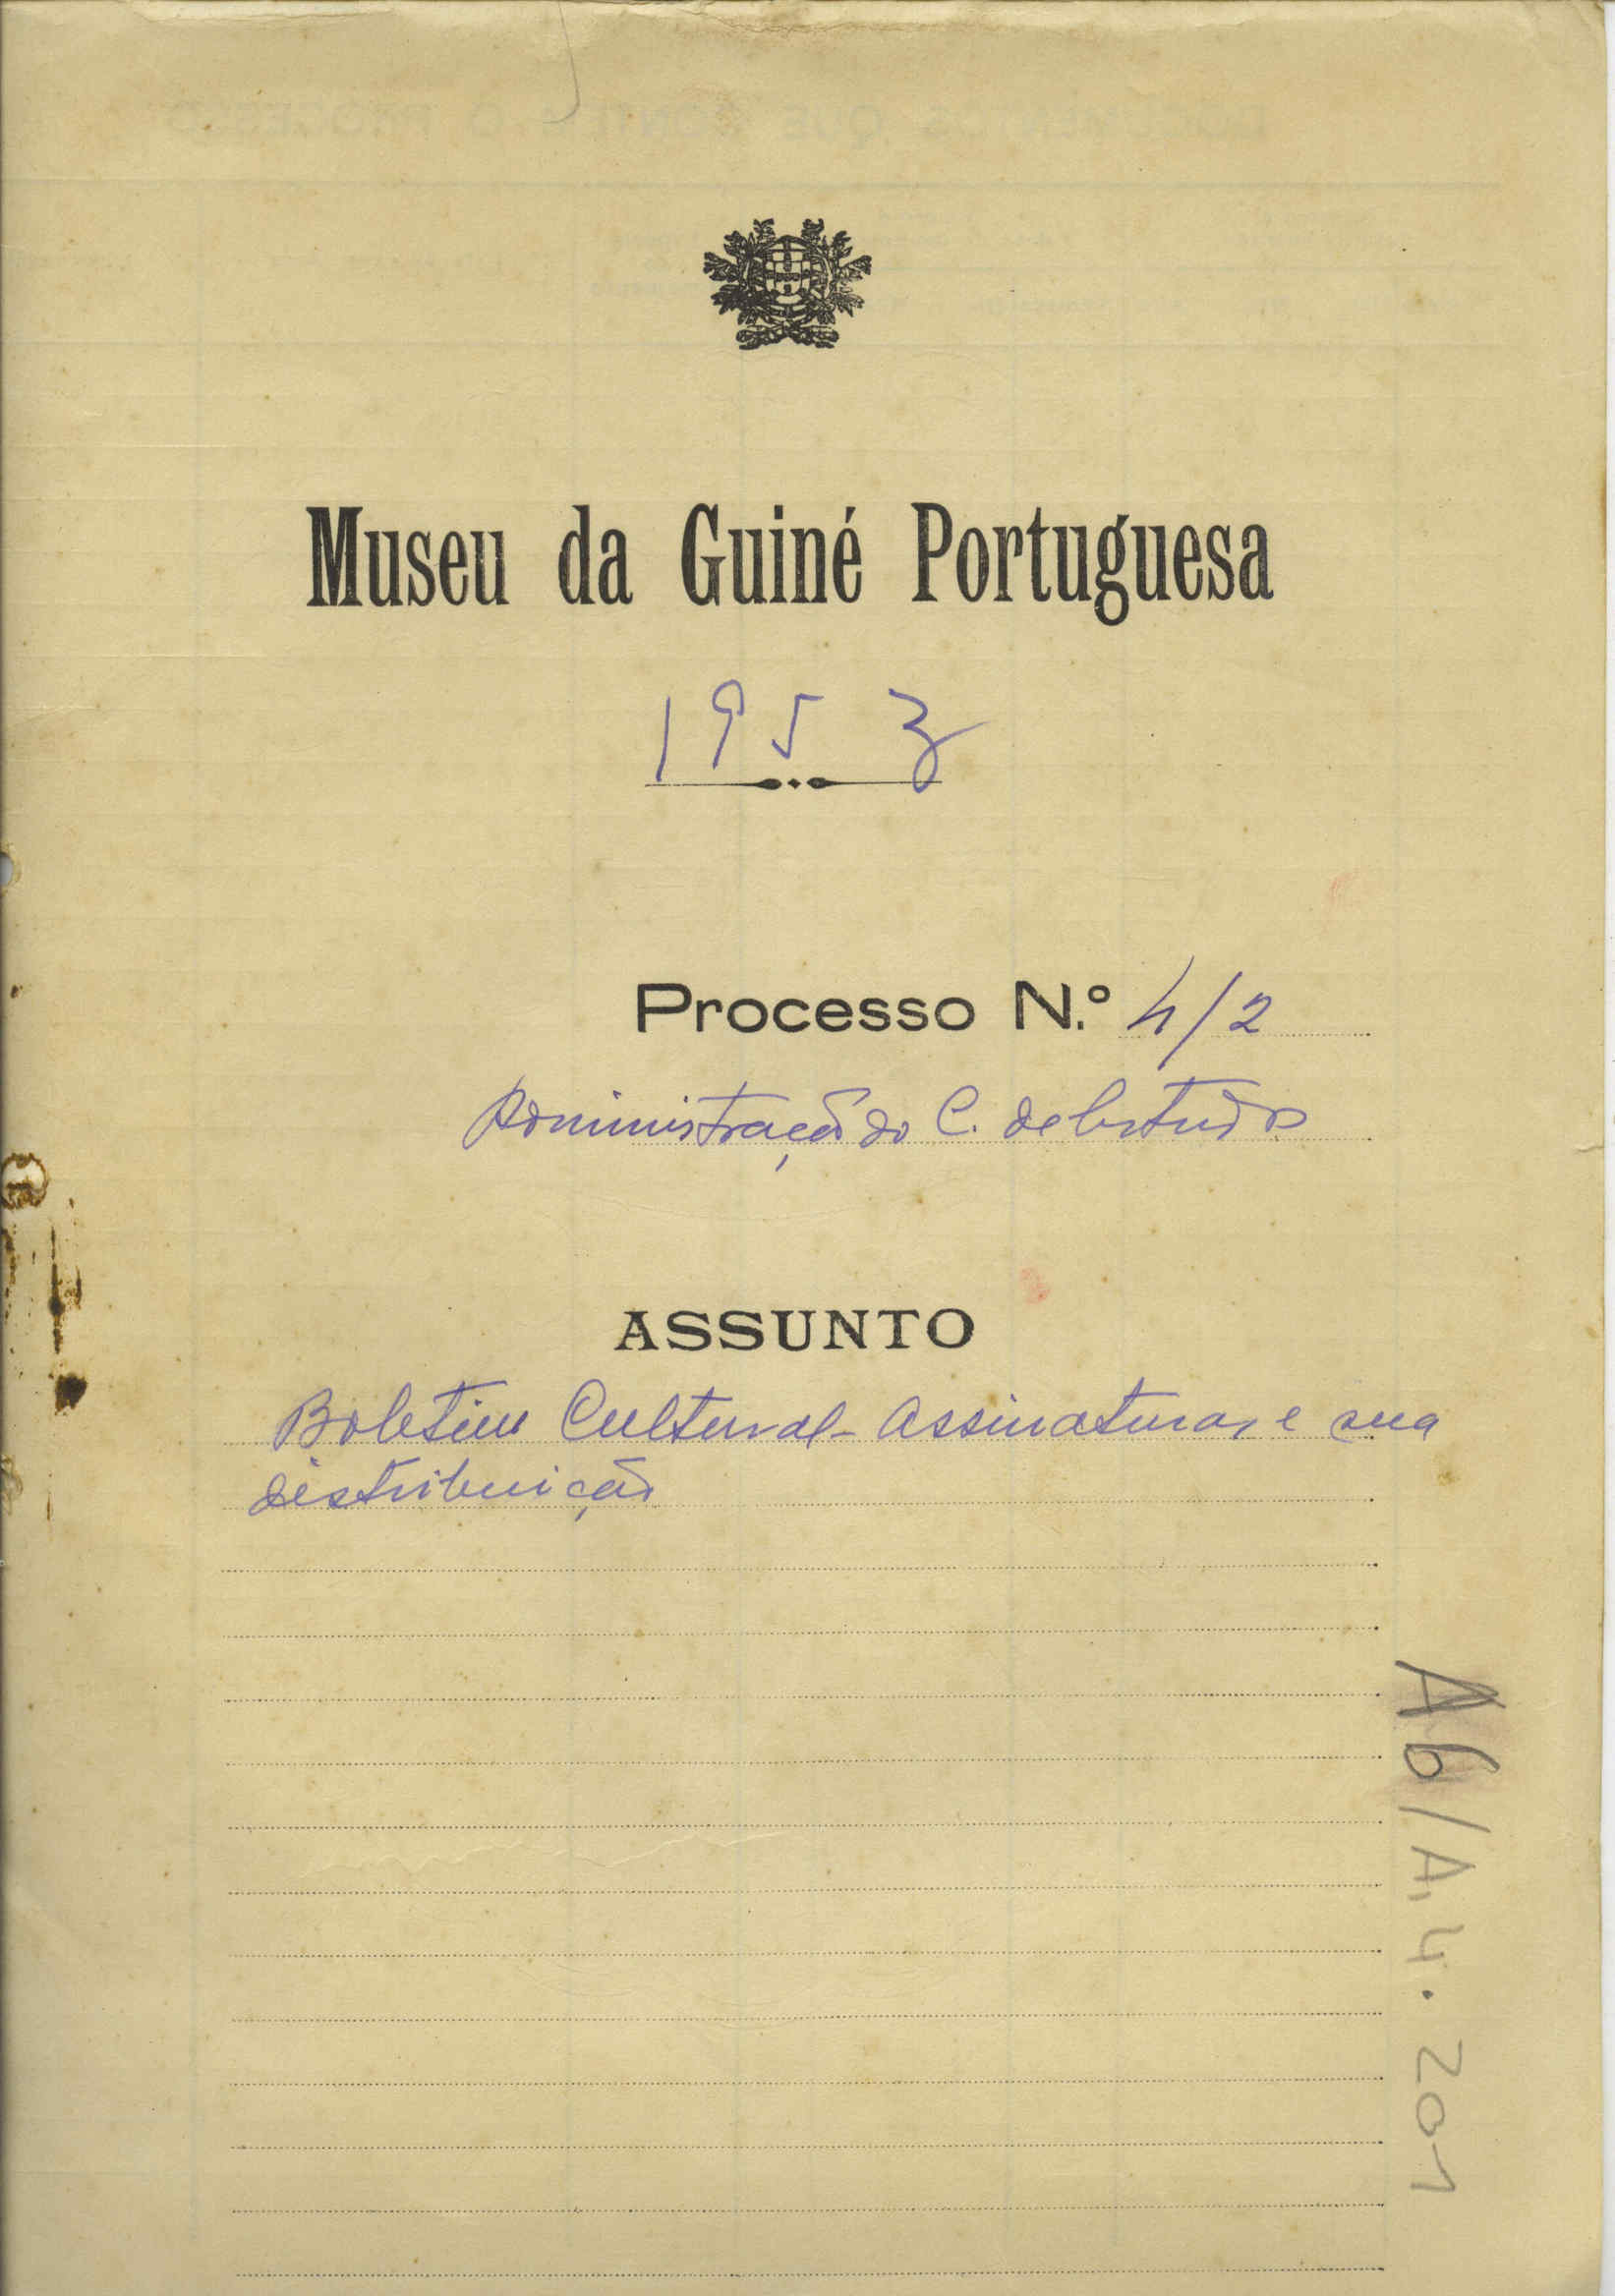 Museu da Guiné Portuguesa
1953
Processo N.º 4/2
Administração do C. de Estudos
ASSUNTO
Boletim Cultural - Assinaturas e sua
distribuição
A6/A,4.201